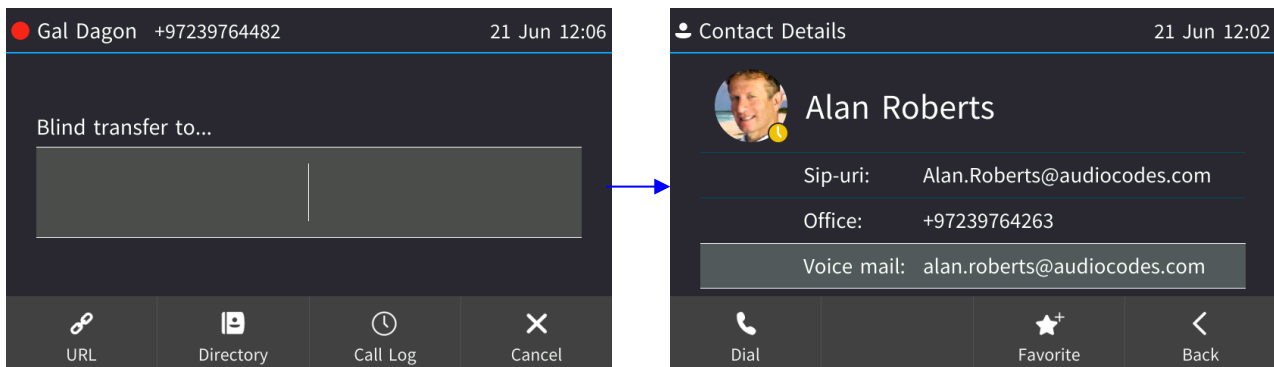 Gal Dagon +97239764482 21 Jun 12:06
Blind transfer to...
URL Directory Call Log Cancel
Contact Details 21 Jun 12:02
Alan Roberts
Sip-uri: Alan.Roberts@audiocodes.com
Office: +97239764263
Voice mail: alan.roberts@audiocodes.com
Dial Favorite Back